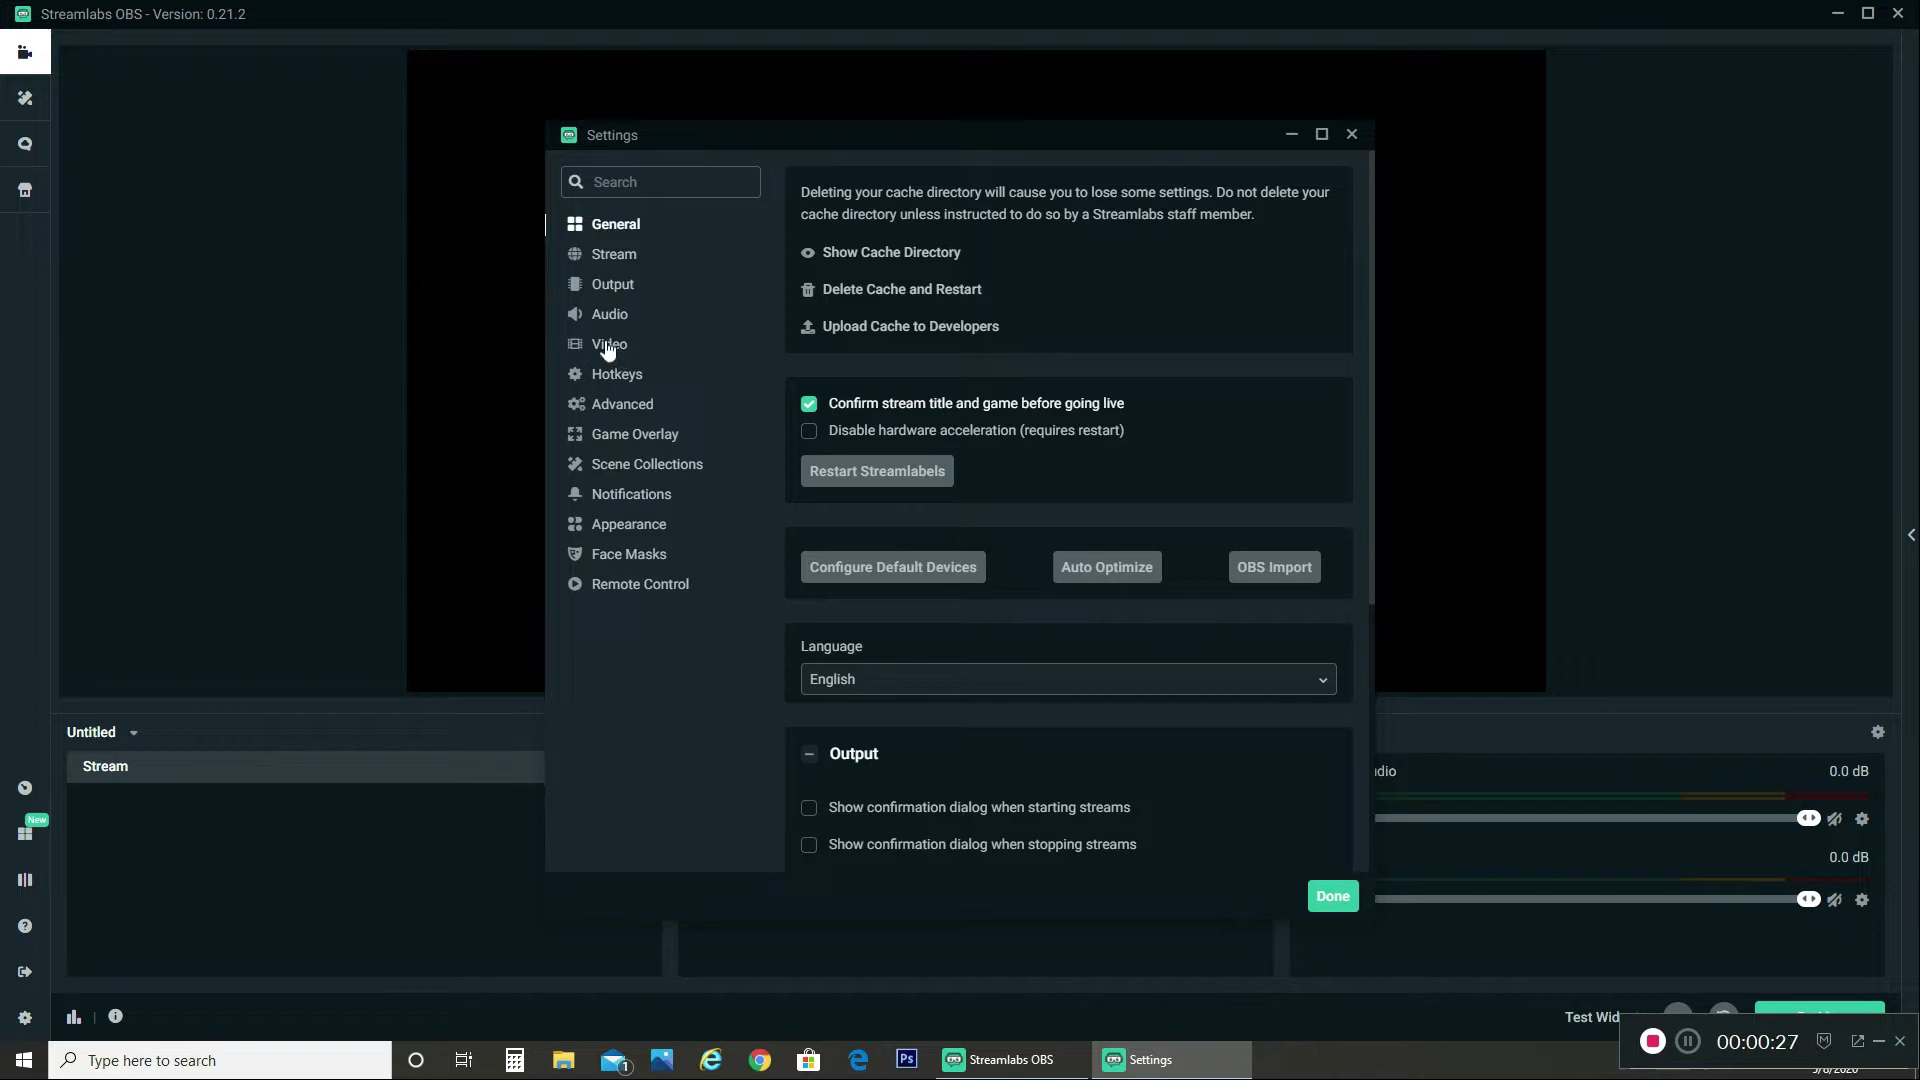 Streamlabs OBS - Version: 0.21.2
Settings
Search
General
Stream
Output
Audio
Video
Hotkeys
Advanced
Game Overlay
Scene Collections
Notifications
Appearance
Face Masks
Remote Control
Deleting your cache directory will cause you to lose some settings. Do not delete your
cache directory unless instructed to do so by a Streamlabs staff member.
Show Cache Directory
Delete Cache and Restart
Upload Cache to Developers
Confirm stream title and game before going live
Disable hardware acceleration (requires restart)
Restart Streamlabels
Configure Default Devices
Auto Optimize
OBS Import
Language
English
Output
Show confirmation dialog when starting streams
Show confirmation dialog when stopping streams
Done
Untitled
Stream
dio
0.0 dB
0.0 dB
New
Test Wid
00:00:27
Type here to search
1
Ps
Streamlabs OBS
Settings